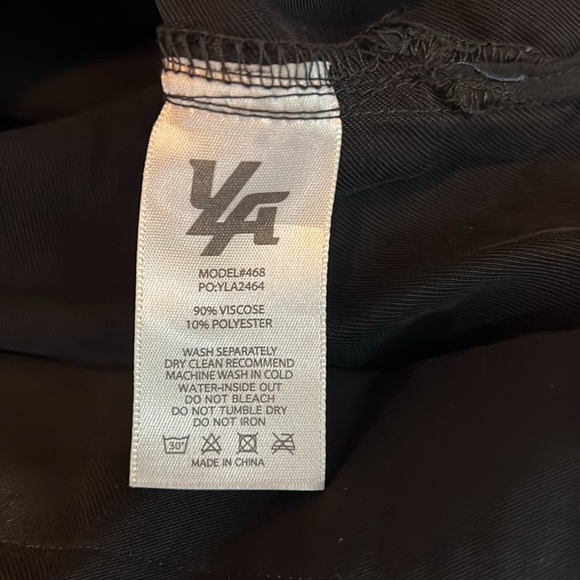 YLA
MODEL#468
PO:YLA2464
90% VISCOSE
10% POLYESTER
WASH SEPARATELY
DRY CLEAN RECOMMEND
MACHINE WASH IN COLD
WATER-INSIDE OUT
DO NOT BLEACH
DO NOT TUMBLE DRY
DO NOT IRON
30°
MADE IN CHINA